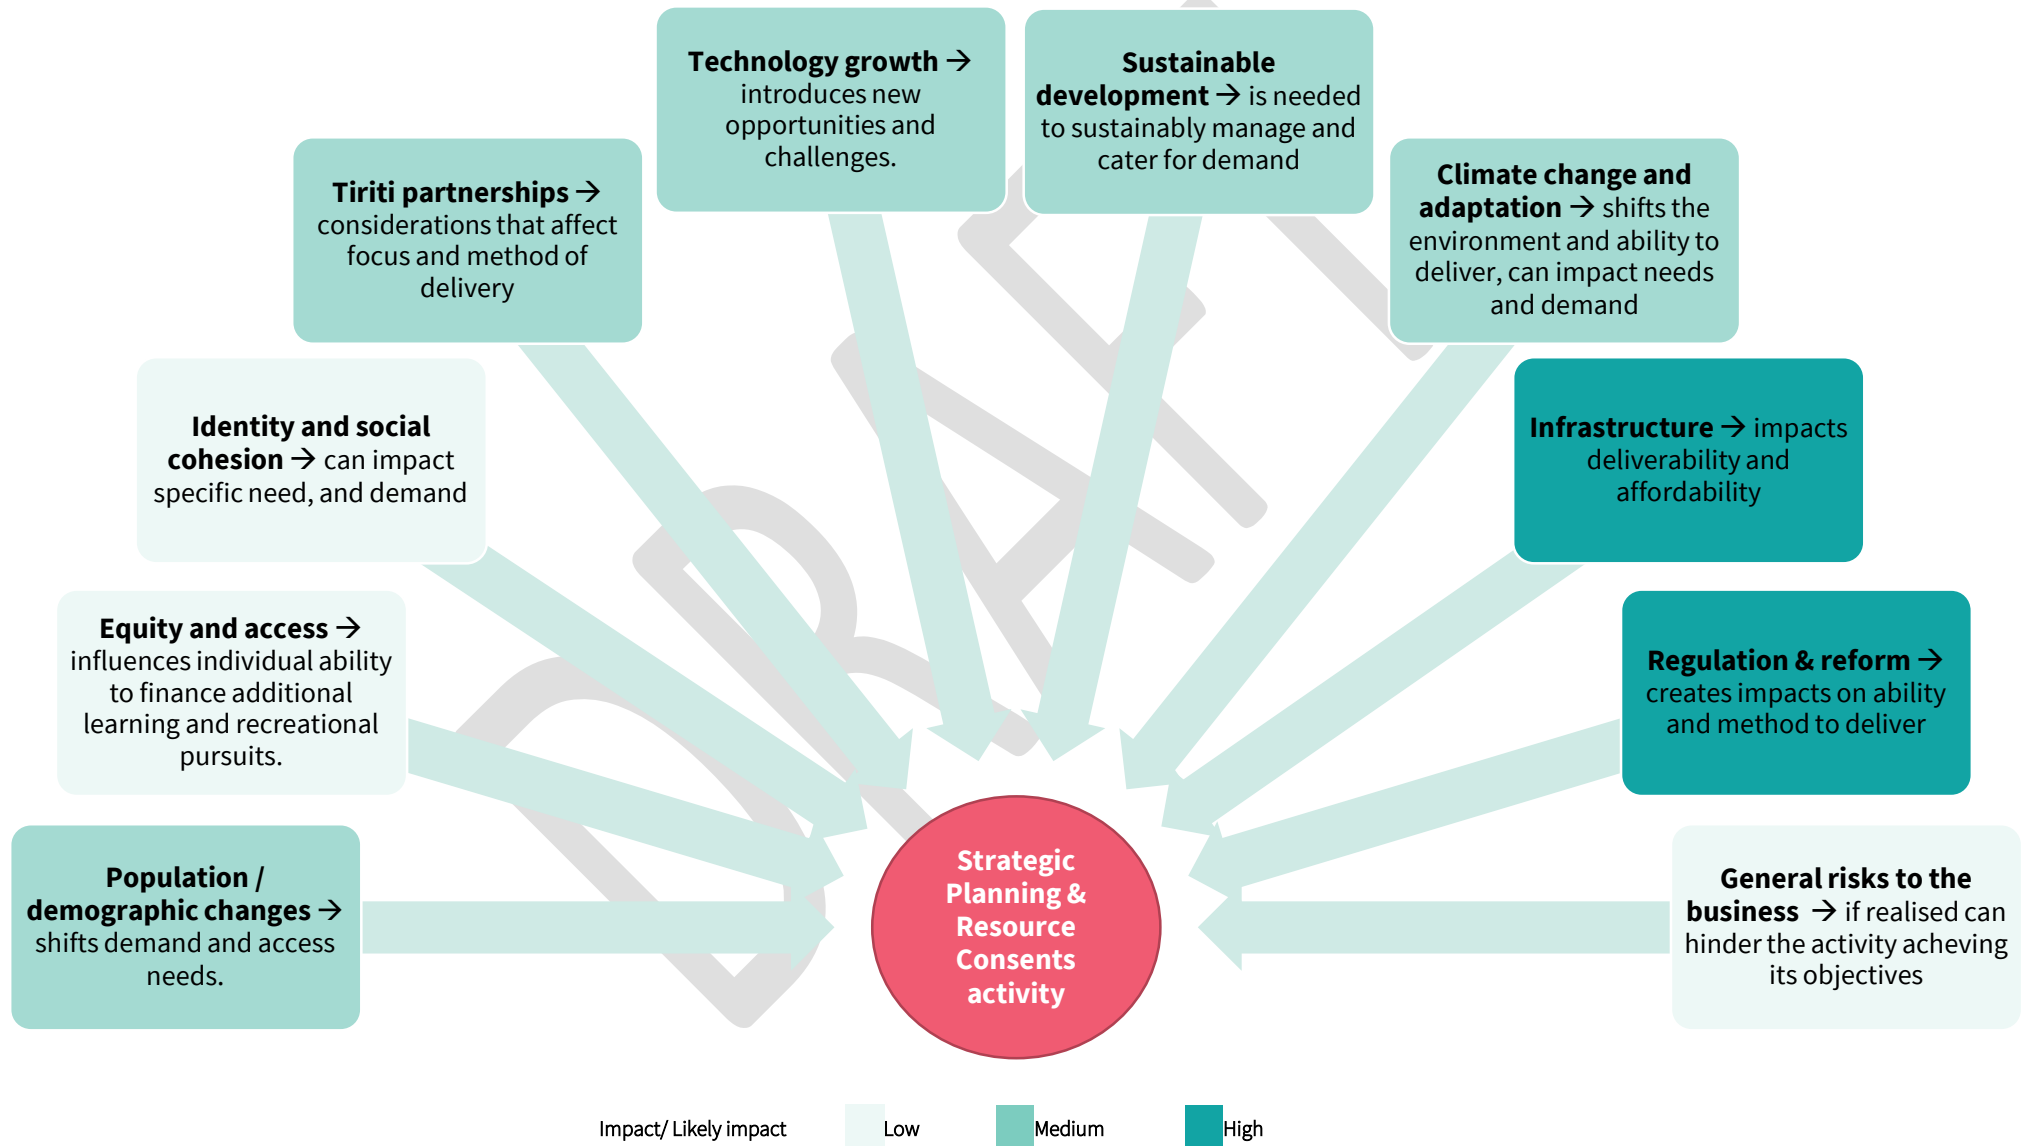 Technology growth →
introduces new
opportunities and
challenges.
Sustainable
development → is needed
to sustainably manage and
cater for demand
Tiriti partnerships →
considerations that affect
focus and method of
delivery
Climate change and
adaptation → shifts the
environment and ability to
deliver, can impact needs
and demand
Identity and social
cohesion → can impact
specific need, and demand
Infrastructure → impacts
deliverability and
affordability
Equity and access →
influences individual ability
to finance additional
learning and recreational
pursuits.
Regulation & reform →
creates impacts on ability
and method to deliver
Population /
demographic changes →
shifts demand and access
needs.
General risks to the
business → if realised can
hinder the activity acheving
its objectives
Strategic
Planning &
Resource
Consents
activity
DRAFT
Impact/ Likely impact
Low
Medium
High